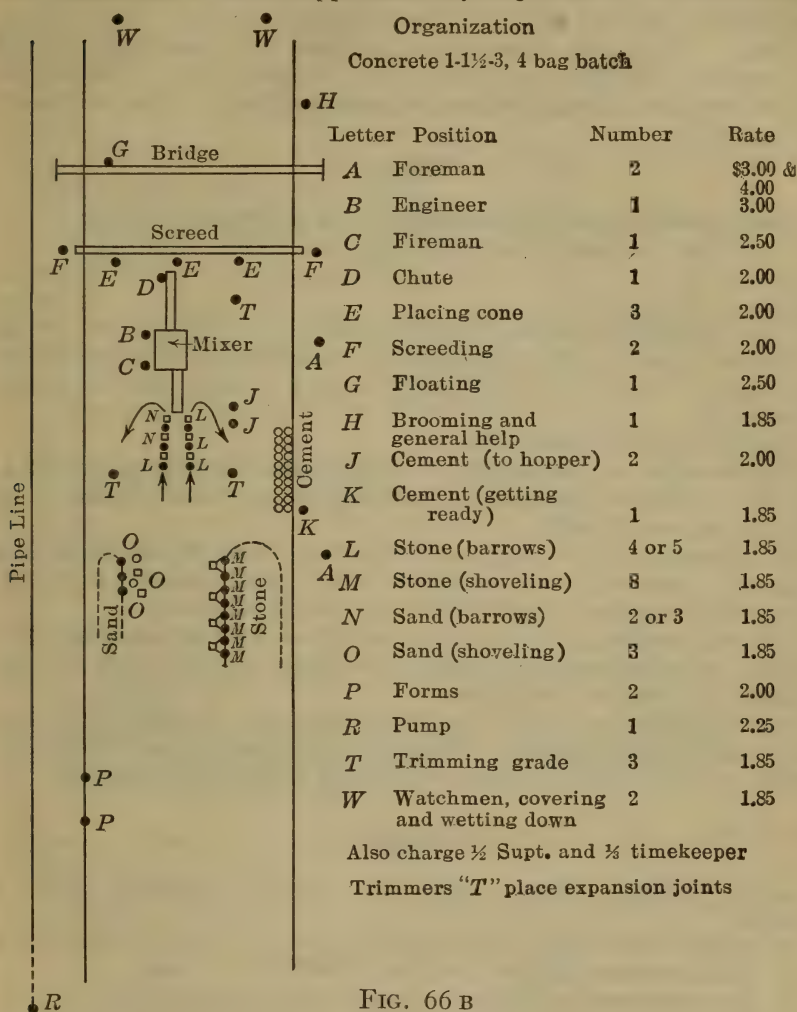 Organization
Concrete 1-1½-3, 4 bag batch
W W
H
G Bridge
Screed
F E D E E F
T
B Mixer
C
A
N L J
N L J
L L
T T
Cement
K
Pipe Line
O
O
O
Sand
M
M
M
M
M
M
M
M
Stone
A
P
P
R
Letter Position Number Rate
A Foreman 2 $3.00 &
4.00
B Engineer 1 3.00
C Fireman 1 2.50
D Chute 1 2.00
E Placing conc 3 2.00
F Screeding 2 2.00
G Floating 1 2.50
H Brooming and 1 1.85
general help
J Cement (to hopper) 2 2.00
K Cement (getting
ready) 1 1.85
L Stone (barrows) 4 or 5 1.85
M Stone (shoveling) 8 1.85
N Sand (barrows) 2 or 3 1.85
O Sand (shoveling) 3 1.85
P Forms 2 2.00
R Pump 1 2.25
T Trimming grade 3 1.85
W Watchmen, covering 2 1.85
and wetting down
Also charge ½ Supt. and ⅓ timekeeper
Trimmers "T" place expansion joints
FIG. 66 B